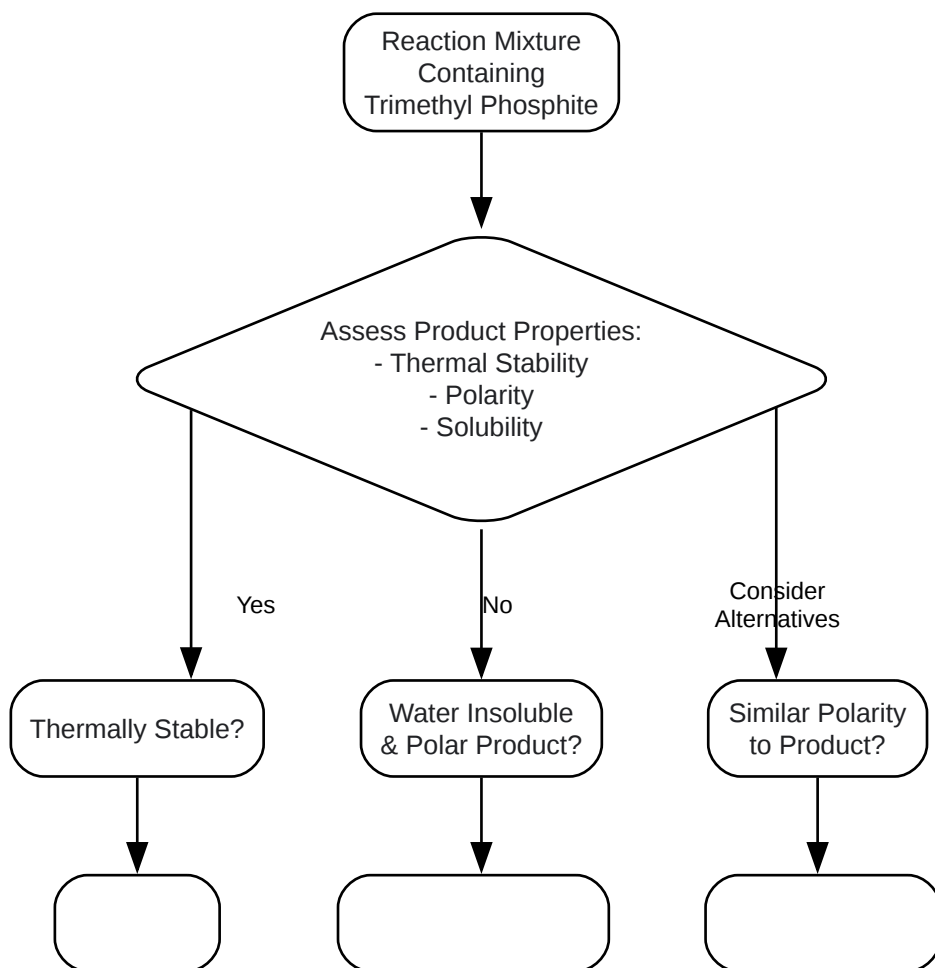 Reaction Mixture
Containing
Trimethyl Phosphite
Assess Product Properties:
- Thermal Stability
- Polarity
- Solubility
Yes
No
Consider
Alternatives
Thermally Stable?
Water Insoluble
& Polar Product?
Similar Polarity
to Product?